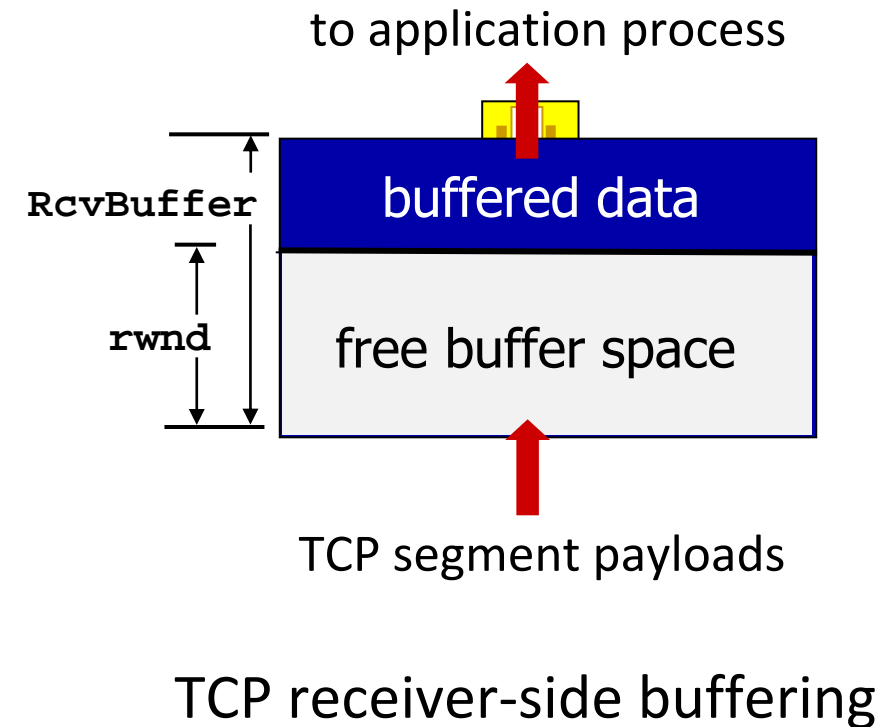 to application process
RcvBuffer
buffered data
rwnd
free buffer space
TCP segment payloads
TCP receiver-side buffering